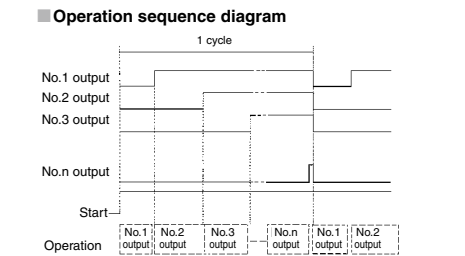 ■Operation sequence diagram
1 cycle
No.1 output
No.2 output
No.3 output
No.n output
Start
Operation
No.1 output
No.2 output
No.3 output
No.n output
No.1 output
No.2 output